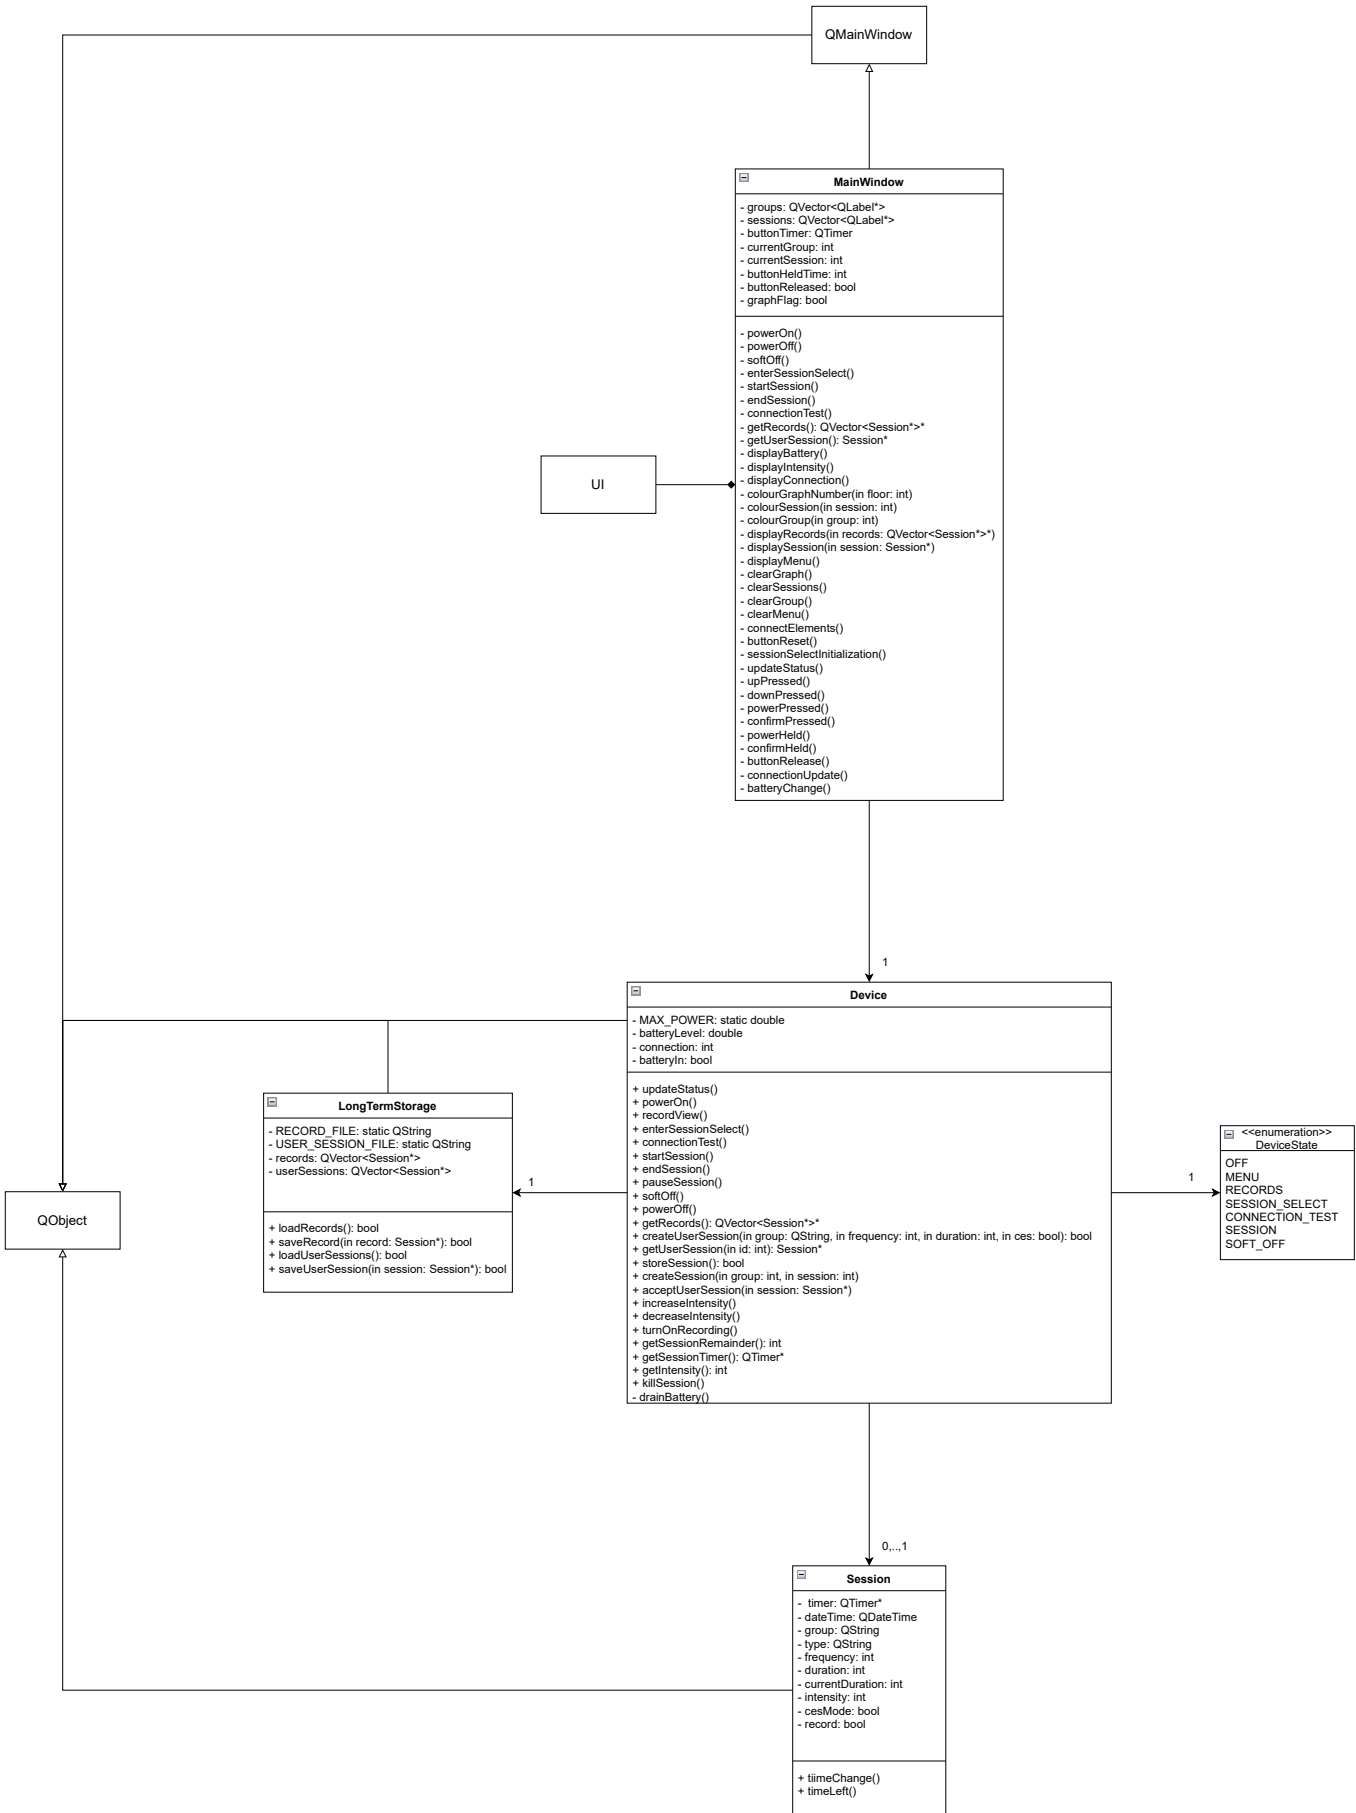 QMainWindow
MainWindow
- groups: QVector<QLabel*>
- sessions: QVector<QLabel*>
- buttonTimer: QTimer
- currentGroup: int
- currentSession: int
- buttonHeldTime: int
- buttonReleased: bool
- graphFlag: bool
- powerOn()
- powerOff()
- softOff()
- enterSessionSelect()
- startSession()
- endSession()
- connectionTest()
- getRecords(): QVector<Session*>*
- getUserSession(): Session*
- displayBattery()
- displayIntensity()
- displayConnection()
- colourGraphNumber(in floor: int)
- colourSession(in session: int)
- colourGroup(in group: int)
- displayRecords(in records: QVector<Session*>*)
- displaySession(in session: Session*)
- displayMenu()
- clearGraph()
- clearSessions()
- clearGroup()
- clearMenu()
- connectElements()
- buttonReset()
- sessionSelectInitialization()
- updateStatus()
- upPressed()
- downPressed()
- powerPressed()
- confirmPressed()
- powerHeld()
- confirmHeld()
- buttonRelease()
- connectionUpdate()
- batteryChange()
UI
1
Device
- MAX_POWER: static double
- batteryLevel: double
- connection: int
- batteryIn: bool
+ updateStatus()
+ powerOn()
+ recordView()
+ enterSessionSelect()
+ connectionTest()
+ startSession()
+ endSession()
+ pauseSession()
+ softOff()
+ powerOff()
+ getRecords(): QVector<Session*>*
+ createUserSession(in group: QString, in frequency: int, in duration: int, in ces: bool): bool
+ getUserSession(in id: int): Session*
+ storeSession(): bool
+ createSession(in group: int, in session: int)
+ acceptUserSession(in session: Session*)
+ increaseIntensity()
+ decreaseIntensity()
+ turnOnRecording()
+ getSessionRemainder(): int
+ getSessionTimer(): QTimer*
+ getIntensity(): int
+ killSession()
- drainBattery()
LongTermStorage
- RECORD_FILE: static QString
- USER_SESSION_FILE: static QString
- records: QVector<Session*>
- userSessions: QVector<Session*>
+ loadRecords(): bool
+ saveRecord(in record: Session*): bool
+ loadUserSessions(): bool
+ saveUserSession(in session: Session*): bool
1
QObject
1
<<enumeration>>
DeviceState
OFF
MENU
RECORDS
SESSION_SELECT
CONNECTION_TEST
SESSION
SOFT_OFF
0,..,1
Session
- timer: QTimer*
- dateTime: QDateTime
- group: QString
- type: QString
- frequency: int
- duration: int
- currentDuration: int
- intensity: int
- cesMode: bool
- record: bool
+ tiimeChange()
+ timeLeft()